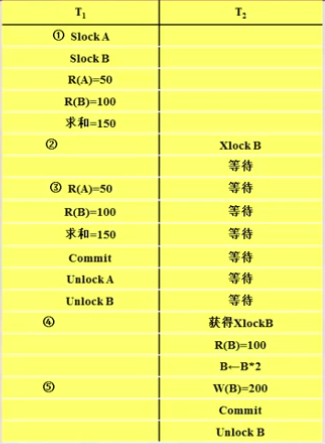 T₁ T₂
① Slock A
Slock B
R(A)=50
R(B)=100
求和=150
② Xlock B
等待
③ R(A)=50 等待
R(B)=100 等待
求和=150 等待
Commit 等待
Unlock A 等待
Unlock B 等待
④ 获得XlockB
R(B)=100
B←B*2
⑤ W(B)=200
Commit
Unlock B